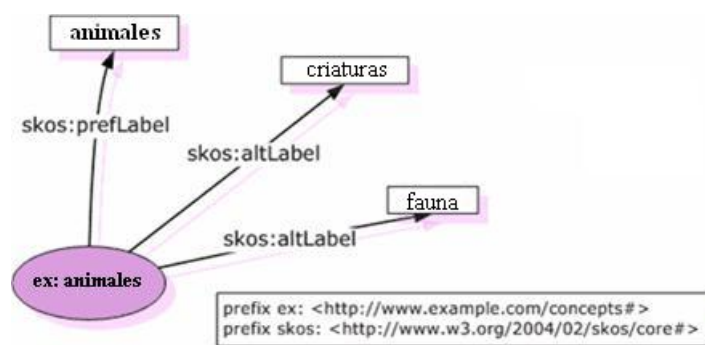 animales
criaturas
skos:prefLabel
skos:altLabel
fauna
skos:altLabel
ex: animales
prefix ex: <http://www.example.com/concepts#>
prefix skos: <http://www.w3.org/2004/02/skos/core#>